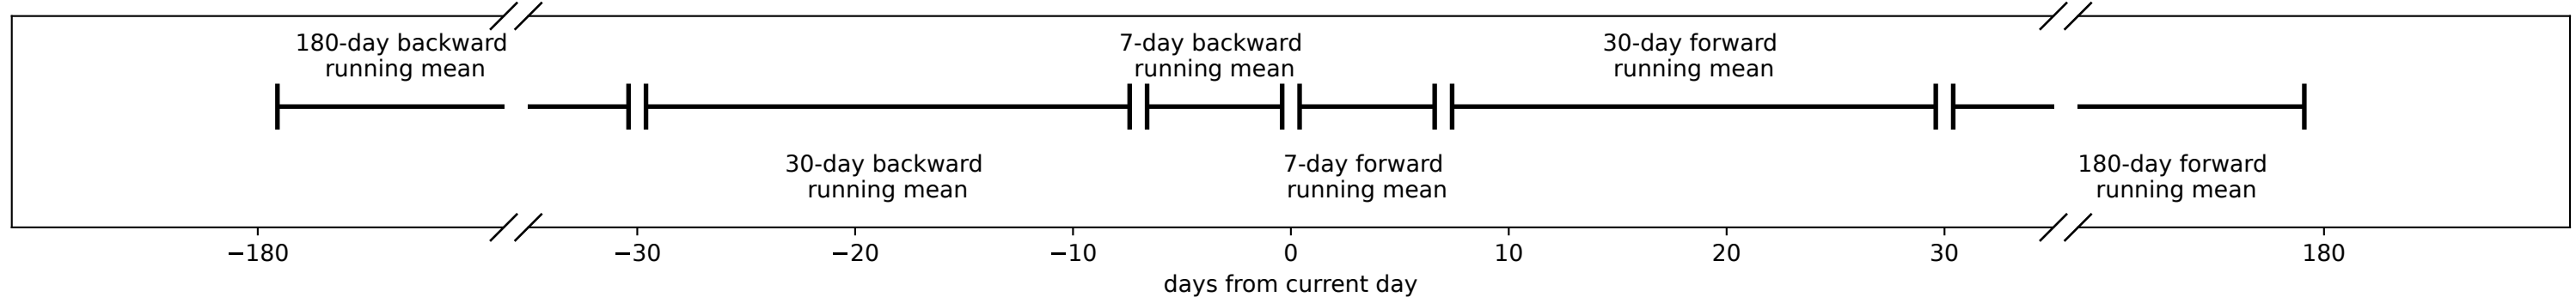 180-day backward
running mean
7-day backward
running mean
30-day forward
running mean
30-day backward
running mean
7-day forward
running mean
180-day forward
running mean
−180
−30
−20
−10
0
10
20
30
180
days from current day